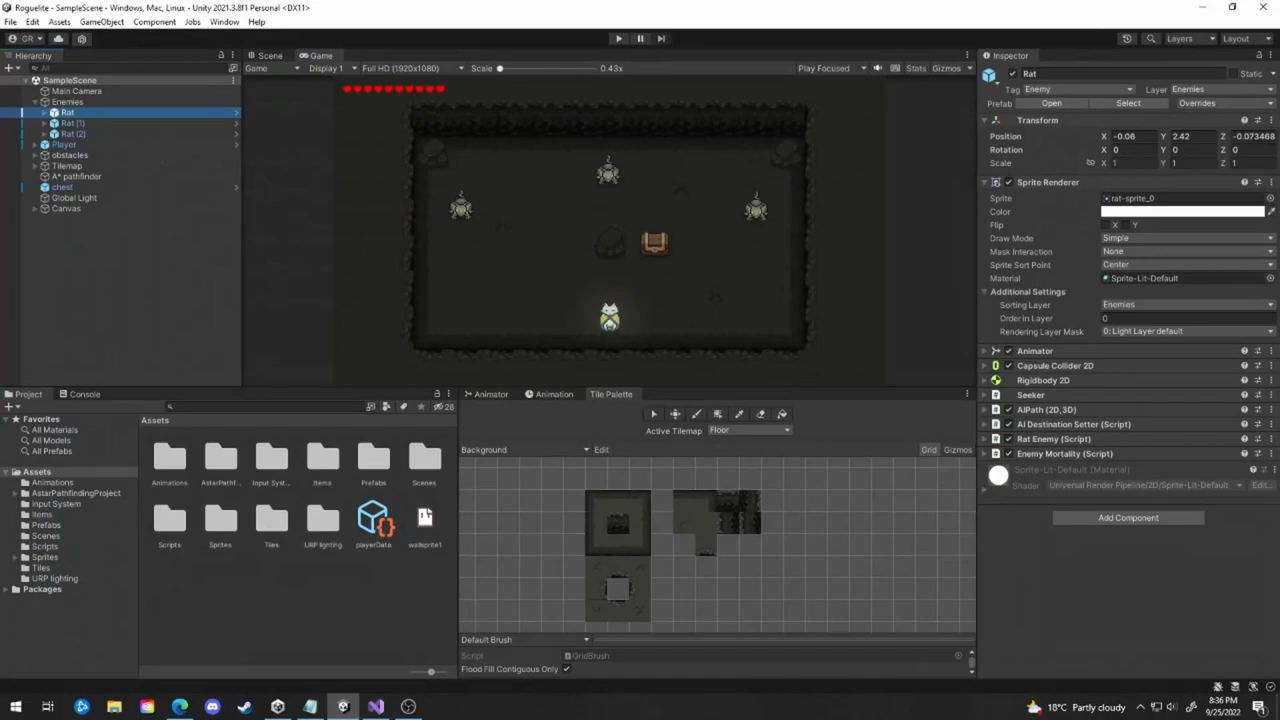 Roguelite - SampleScene - Windows, Mac, Linux - Unity 2021.3.8f1 Personal <DX11>
File Edit Assets GameObject Component Jobs Window Help
GR Layers Layout
Hierarchy Scene Game Inspector
All Game Display 1 Full HD (1920x1080) Scale 0.43x Play Focused Stats Gizmos Rat Static
SampleScene
Main Camera
Enemies
Rat
Rat (1)
Rat (2)
Player
obstacles
Tilemap
A* pathfinder
chest
Global Light
Canvas
Tag Enemy Layer Enemies
Prefab Open Select Overrides
Transform
Position X -0.06 Y 2.42 Z -0.073468
Rotation X 0 Y 0 Z 0
Scale X 1 Y 1 Z 1
Sprite Renderer
Sprite rat-sprite_0
Color
Flip X Y
Draw Mode Simple
Mask Interaction None
Sprite Sort Point Center
Material Sprite-Lit-Default
Additional Settings
Sorting Layer Enemies
Order in Layer 0
Rendering Layer Mask 0: Light Layer default
Animator
Capsule Collider 2D
Rigidbody 2D
Seeker
AIPath (2D,3D)
AI Destination Setter (Script)
Rat Enemy (Script)
Enemy Mortality (Script)
Sprite-Lit-Default (Material)
Shader Universal Render Pipeline/2D/Sprite-Lit-Default Edit...
Add Component
Project Console
28
Favorites
All Materials
All Models
All Prefabs
Assets
Animations
AstarPathfindingProject
Input System
Items
Prefabs
Scenes
Scripts
Sprites
Tiles
URP lighting
Packages
Assets
Animations AstarPathf... Input Syst... Items Prefabs Scenes
Scripts Sprites Tiles URP lighting playerData wallsprite1
Animator Animation Tile Palette
Active Tilemap Floor
Background Edit Grid Gizmos
Default Brush
Script GridBrush
Flood Fill Contiguous Only
18°C Partly cloudy 8:36 PM
9/25/2022